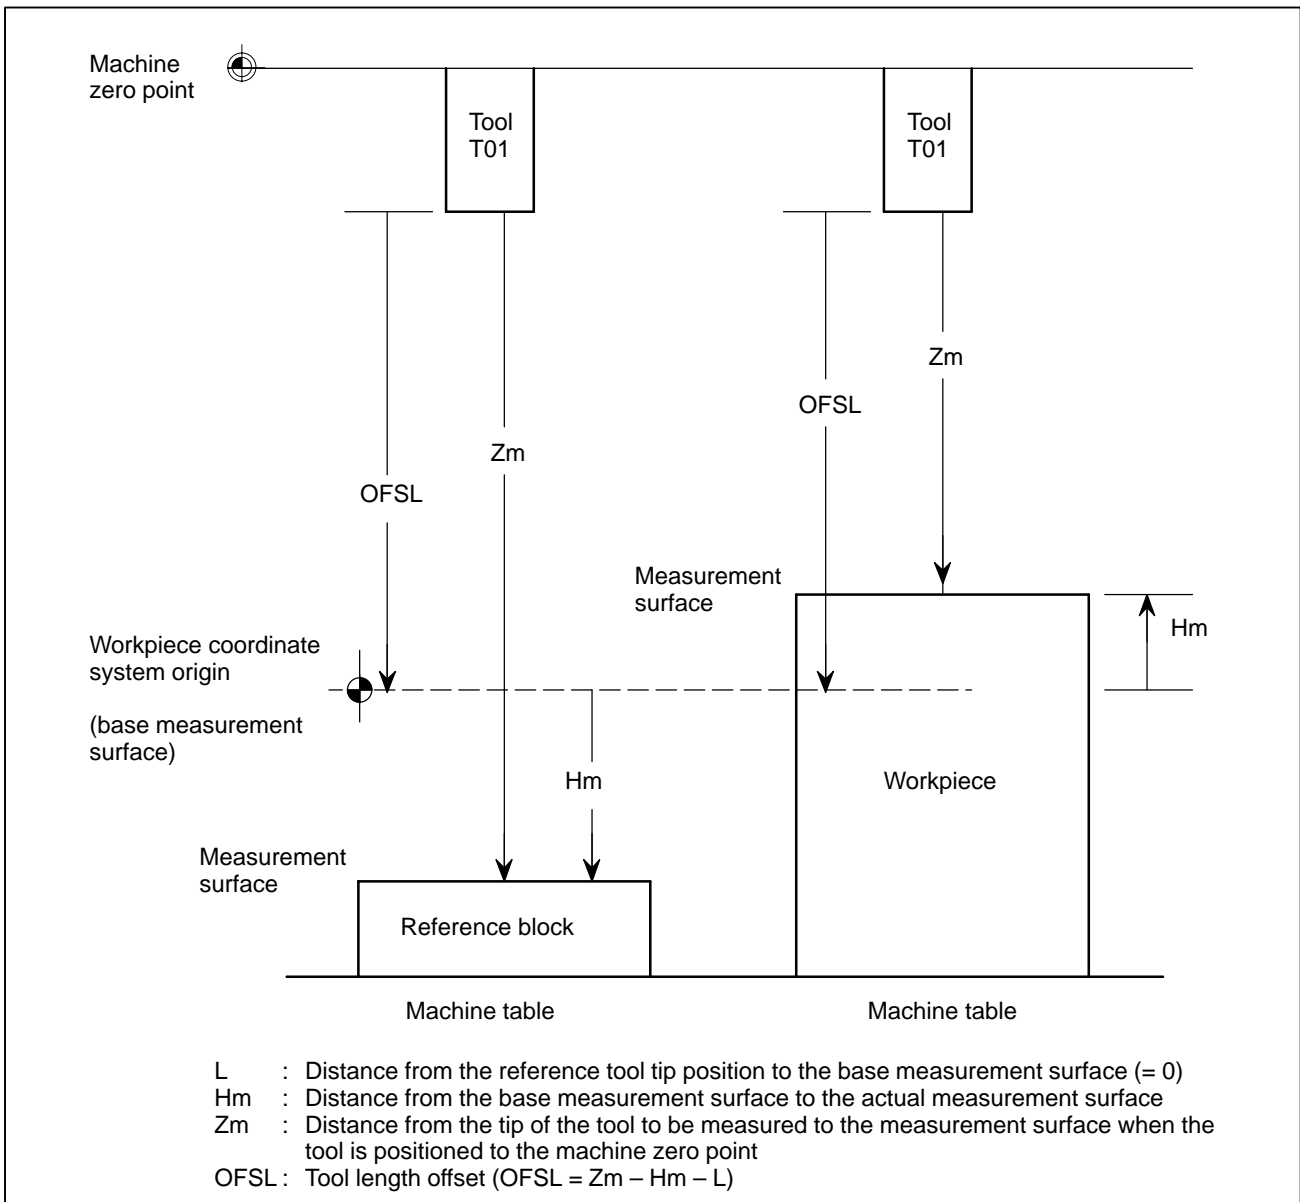 Machine
zero point
Tool
T01
Tool
T01
Zm
OFSL
Zm
OFSL
Measurement
surface
Hm
Workpiece coordinate
system origin
(base measurement
surface)
Hm
Workpiece
Measurement
surface
Reference block
Machine table
Machine table
L : Distance from the reference tool tip position to the base measurement surface (= 0)
Hm : Distance from the base measurement surface to the actual measurement surface
Zm : Distance from the tip of the tool to be measured to the measurement surface when the
tool is positioned to the machine zero point
OFSL : Tool length offset (OFSL = Zm – Hm – L)